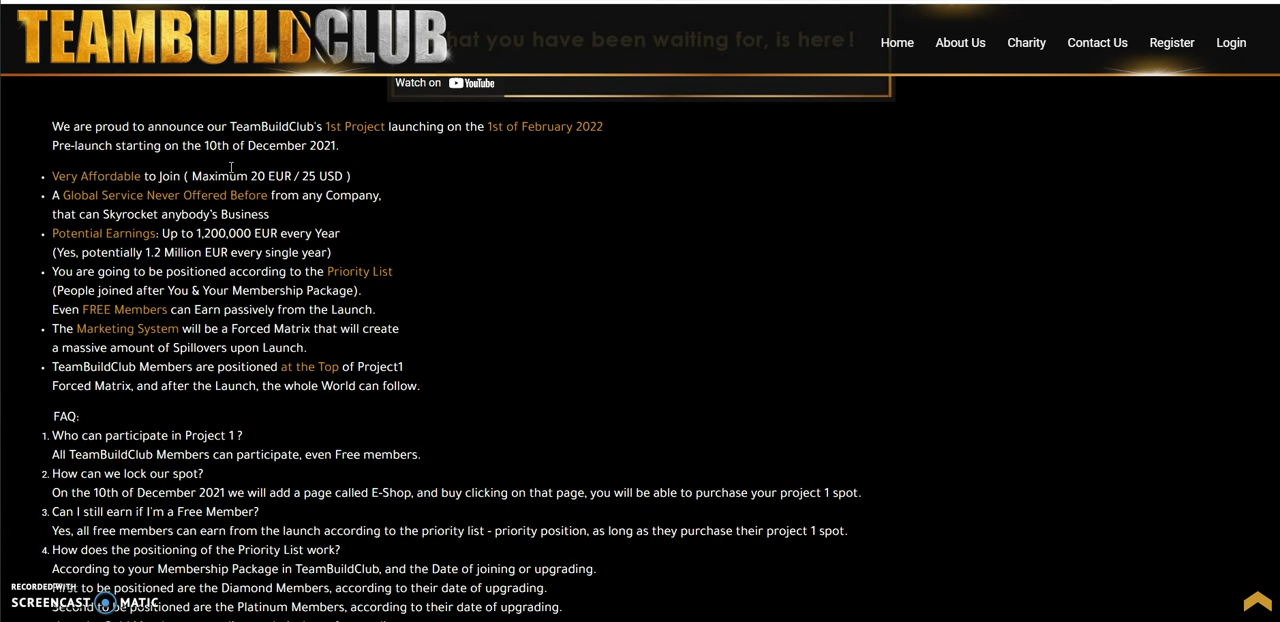 TEAMBUILDCLUB
hat you have been waiting for, is here!
Home About Us Charity Contact Us Register Login
Watch on YouTube
We are proud to announce our TeamBuildClub's 1st Project launching on the 1st of February 2022
Pre-launch starting on the 10th of December 2021.
• Very Affordable to Join ( Maximum 20 EUR / 25 USD )
• A Global Service Never Offered Before from any Company,
that can Skyrocket anybody's Business
• Potential Earnings: Up to 1,200,000 EUR every Year
(Yes, potentially 1.2 Million EUR every single year)
• You are going to be positioned according to the Priority List
(People joined after You & Your Membership Package).
Even FREE Members can Earn passively from the Launch.
• The Marketing System will be a Forced Matrix that will create
a massive amount of Spillovers upon Launch.
• TeamBuildClub Members are positioned at the Top of Project1
Forced Matrix, and after the Launch, the whole World can follow.
FAQ:
1. Who can participate in Project 1 ?
All TeamBuildClub Members can participate, even Free members.
2. How can we lock our spot?
On the 10th of December 2021 we will add a page called E-Shop, and buy clicking on that page, you will be able to purchase your project 1 spot.
3. Can I still earn if I'm a Free Member?
Yes, all free members can earn from the launch according to the priority list - priority position, as long as they purchase their project 1 spot.
4. How does the positioning of the Priority List work?
According to your Membership Package in TeamBuildClub, and the Date of joining or upgrading.
First to be positioned are the Diamond Members, according to their date of upgrading.
Second to be positioned are the Platinum Members, according to their date of upgrading.
RECORDED WITH
SCREENCAST MATIC